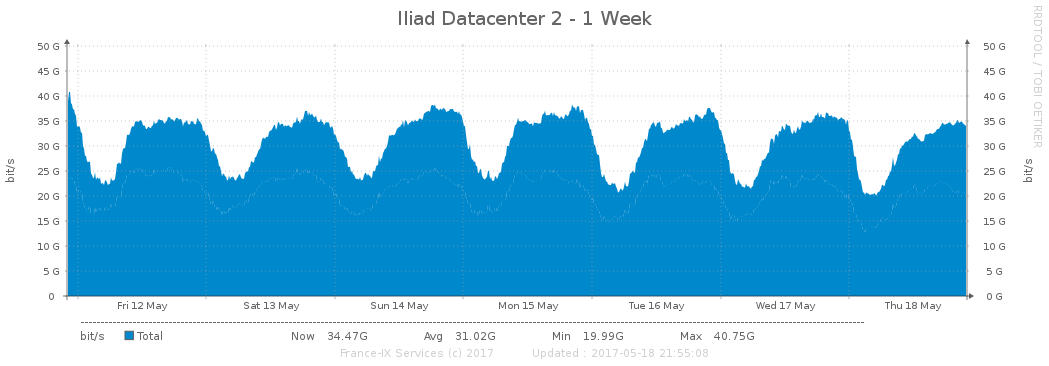 Iliad Datacenter 2 - 1 Week
RRDTOOL / TOBI OETIKER
50 G 50 G
45 G 45 G
40 G 40 G
35 G 35 G
30 G 30 G
25 G 25 G
20 G 20 G
15 G 15 G
10 G 10 G
5 G 5 G
0 0 G
bit/s
bit/s
Fri 12 May Sat 13 May Sun 14 May Mon 15 May Tue 16 May Wed 17 May Thu 18 May
bit/s Total Now 34.47G Avg 31.02G Min 19.99G Max 40.75G
France-IX Services (c) 2017 Updated : 2017-05-18 21:55:08